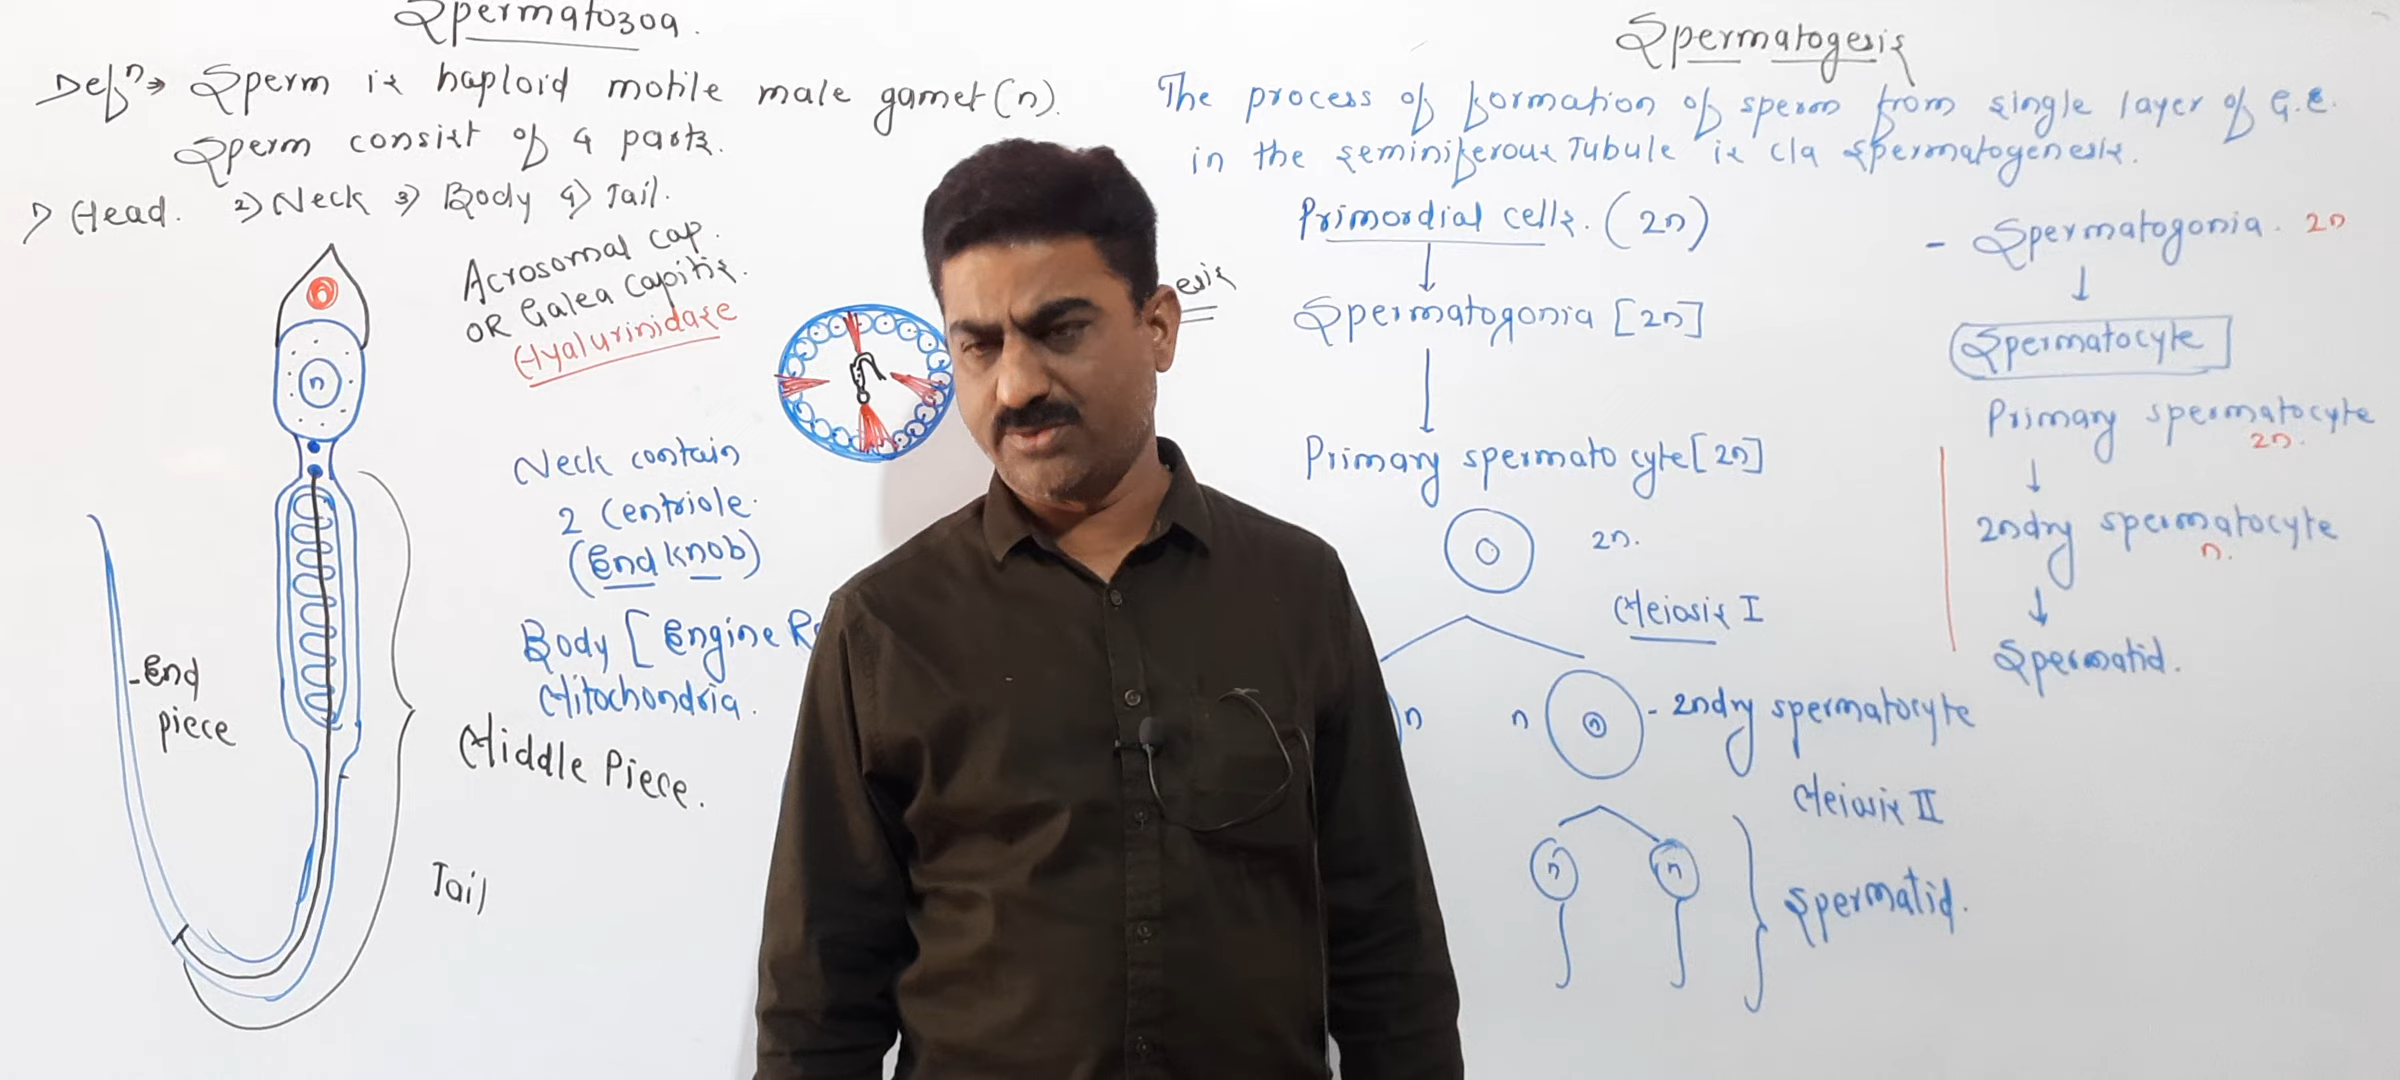 Spermatozoa.
Defⁿ → Sperm is haploid motile male gamet (n).
Sperm consist of 4 parts.
1) Head. 2) Neck 3) Body 4) Tail.
Acrosomal cap.
OR Galea capitis.
Hyalurinidase
n
Neck contain
2 Centriole.
(End knob)
Body [Engine
Mitochondria.
Middle Piece.
End
piece
Tail
esis
Spermatogesis
The process of formation of sperm from single layer of G.E.
in the seminiferous Tubule is c/a spermatogenesis.
Primordial cells. (2n)
Spermatogonia [2n]
Primary spermatocyte [2n]
2n.
Meiosis I
n
n
n
- 2ndry spermatocyte
Meiosis II
n
n
Spermatid.
- Spermatogonia. 2n
Spermatocyte
Primary spermatocyte
2n.
2ndry spermatocyte
n.
Spermatid.